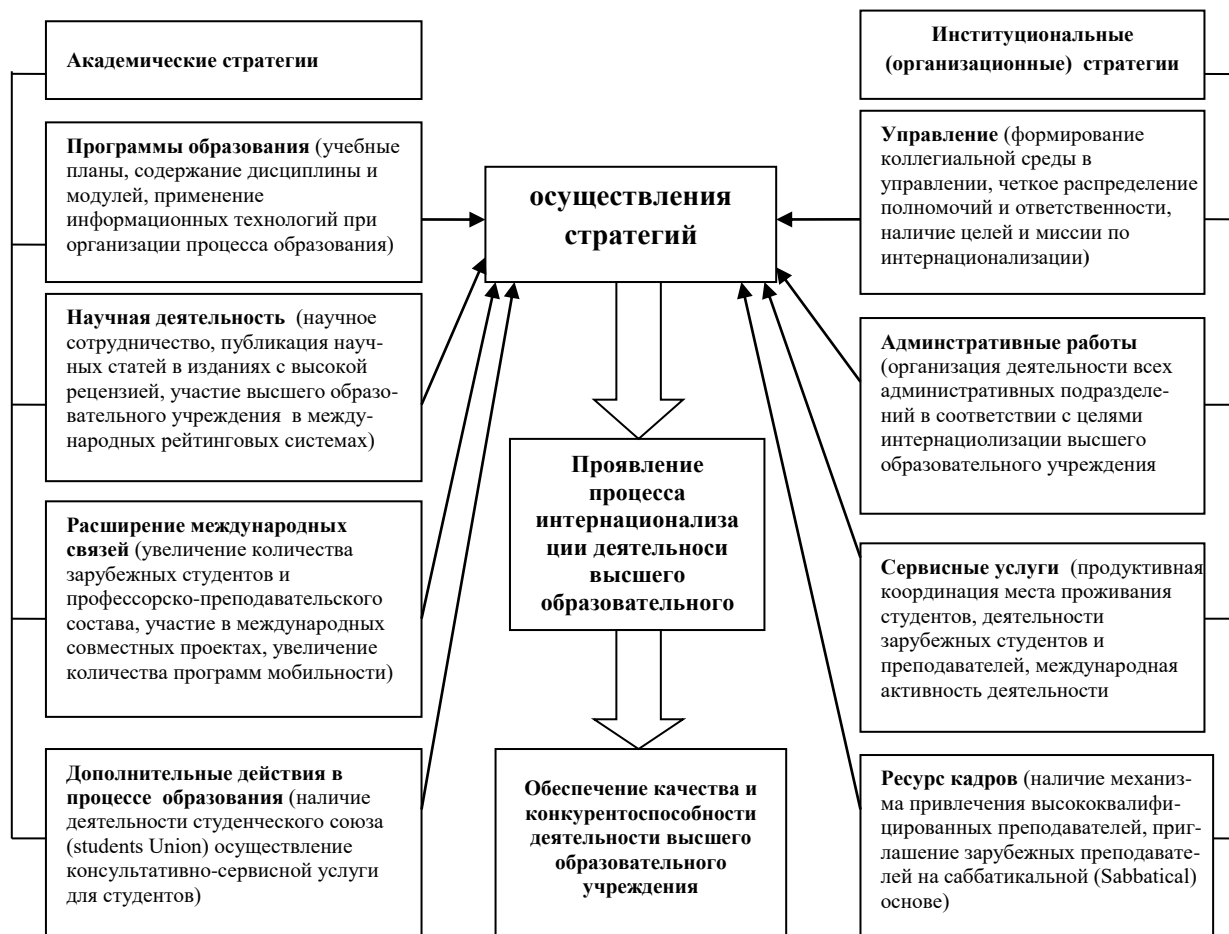 Академические стратегии
Программы образования (учебные
планы, содержание дисциплины и
модулей, применение
информационных технологий при
организации процесса образования)
Научная деятельность (научное
сотрудничество, публикация науч-
ных статей в изданиях с высокой
рецензией, участие высшего образо-
вательного учреждения в между-
народных рейтинговых системах)
Расширение международных
связей (увеличение количества
зарубежных студентов и
профессорско-преподавательского
состава, участие в международных
совместных проектах, увеличение
количества программ мобильности)
Дополнительные действия в
процессе образования (наличие
деятельности студенческого союза
(students Union) осуществление
консультативно-сервисной услуги
для студентов)
осуществления
стратегий
Проявление
процесса
интернационализа
ции деятельноси
высшего
образовательного
Обеспечение качества и
конкурентоспособности
деятельности высшего
образовательного
учреждения
Институциональные
(организационные) стратегии
Управление (формирование
коллегиальной среды в
управлении, четкое распределение
полномочий и ответственности,
наличие целей и миссии по
интернационализации)
Админстративные работы
(организация деятельности всех
административных подразделе-
ний в соответствии с целями
интернациолизации высшего
образовательного учреждения
Сервисные услуги (продуктивная
координация места проживания
студентов, деятельности
зарубежных студентов и
преподавателей, международная
активность деятельности
Ресурс кадров (наличие механиз-
ма привлечения высококвалифи-
цированных преподавателей, приг-
лашение зарубежных преподавате-
лей на саббатикальной (Sabbatical)
основе)